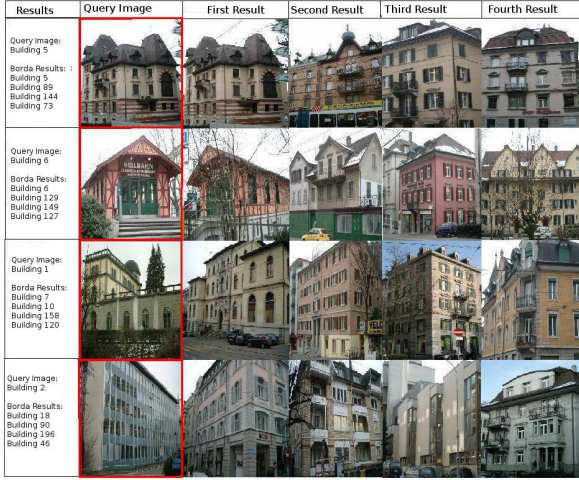 Results
Query Image
First Result
Second Result
Third Result
Fourth Result
Query Image:
Building 5
Borda Results: :
Building 5
Building 89
Building 144
Building 73
Query Image:
Building 6
Borda Results:
Building 6
Building 129
Building 149
Building 127
Query Image:
Building 1
Borda Results:
Building 7
Building 10
Building 158
Building 120
Query Image:
Building 2
Borda Results:
Building 18
Building 90
Building 196
Building 46